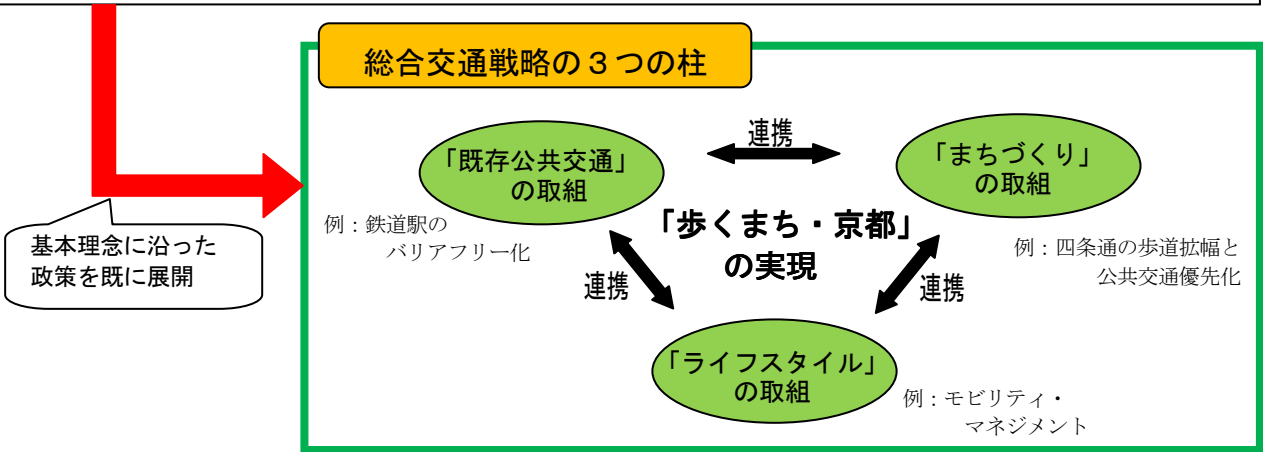 総合交通戦略の３つの柱
連携
「既存公共交通」
の取組
「まちづくり」
の取組
例：鉄道駅の
バリアフリー化
「歩くまち・京都」
の実現
例：四条通の歩道拡幅と
公共交通優先化
基本理念に沿った
政策を既に展開
連携
連携
「ライフスタイル」
の取組
例：モビリティ・
マネジメント